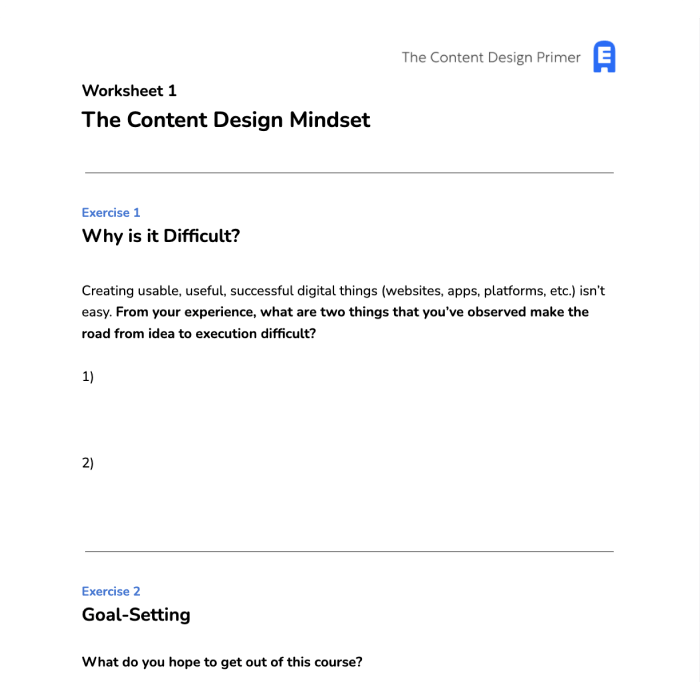 The Content Design Primer
E
Worksheet 1
The Content Design Mindset
Exercise 1
Why is it Difficult?
Creating usable, useful, successful digital things (websites, apps, platforms, etc.) isn’t
easy. From your experience, what are two things that you’ve observed make the
road from idea to execution difficult?
1)
2)
Exercise 2
Goal-Setting
What do you hope to get out of this course?